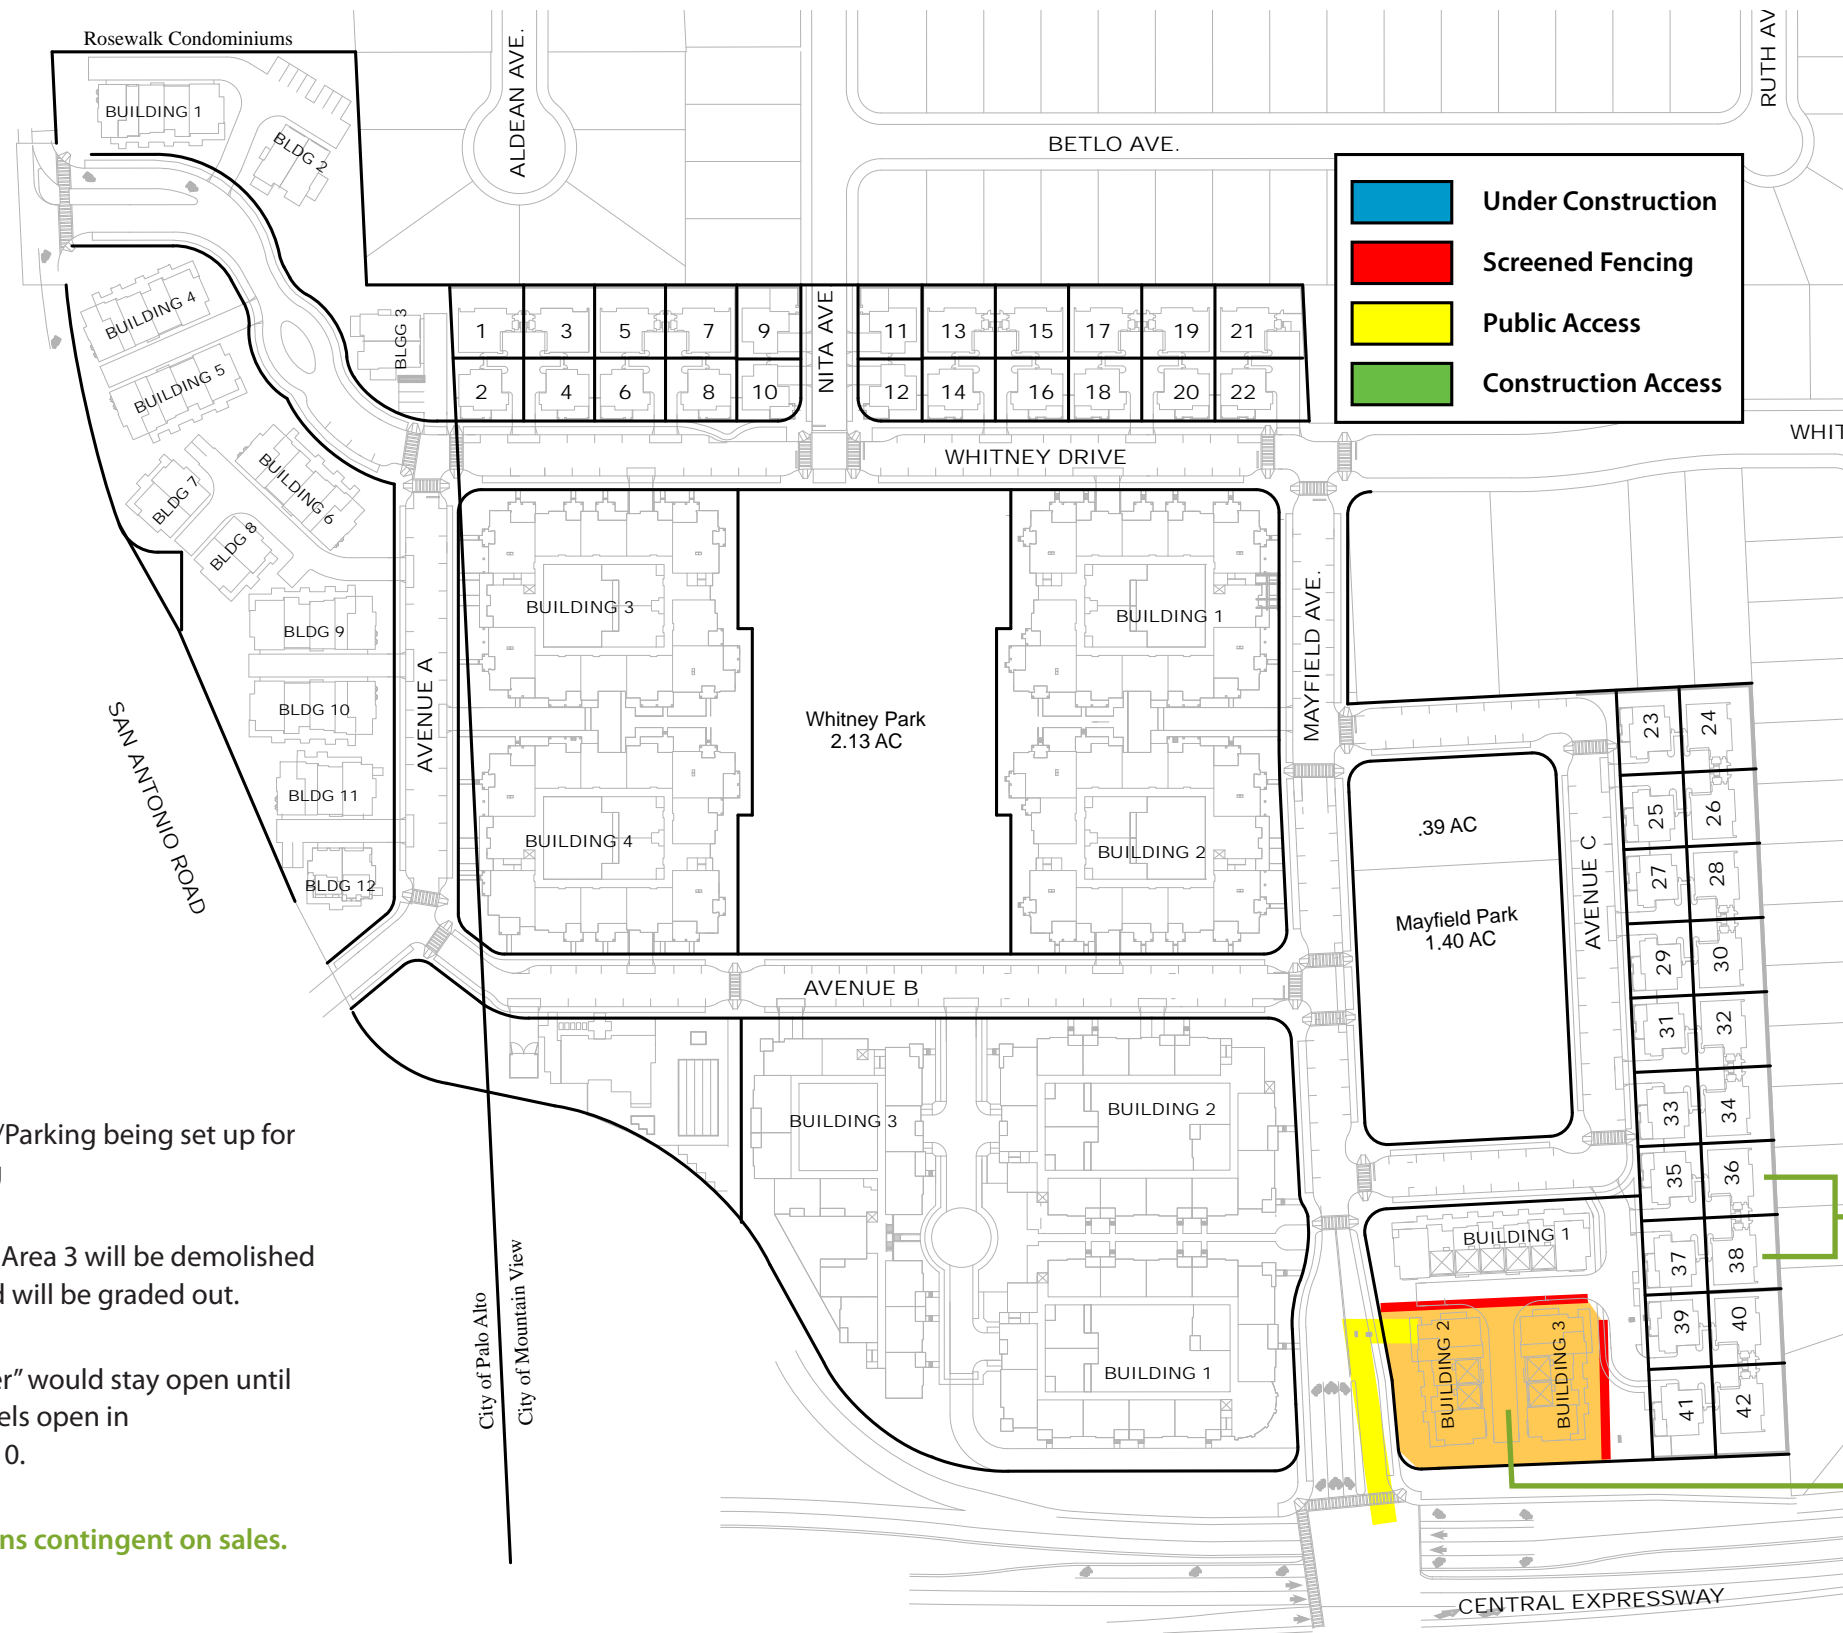 Rosewalk Condominiums
BUILDING 1
BLDG 2
ALDEAN AVE.
BETLO AVE.
RUTH AV
Under Construction
Screened Fencing
Public Access
Construction Access
BUILDING 4
BUILDING 5
BLGG 3
1 3 5 7 9
2 4 6 8 10
NITA AVE
11 13 15 17 19 21
12 14 16 18 20 22
WHITNEY DRIVE
WHIT
BUILDING 6
BLDG 7
BLDG 8
BLDG 9
BLDG 10
BLDG 11
BLDG 12
SAN ANTONIO ROAD
AVENUE A
BUILDING 3
BUILDING 4
Whitney Park
2.13 AC
BUILDING 1
BUILDING 2
MAYFIELD AVE.
.39 AC
Mayfield Park
1.40 AC
AVENUE C
23 24
25 26
27 28
29 30
31 32
33 34
35 36
37 38
39 40
41 42
AVENUE B
BUILDING 3
BUILDING 2
BUILDING 1
BUILDING 1
BUILDING 2
BUILDING 3
City of Palo Alto
City of Mountain View
/Parking being set up for
Area 3 will be demolished
d will be graded out.
er” would stay open until
els open in
0.
ns contingent on sales.
CENTRAL EXPRESSWAY